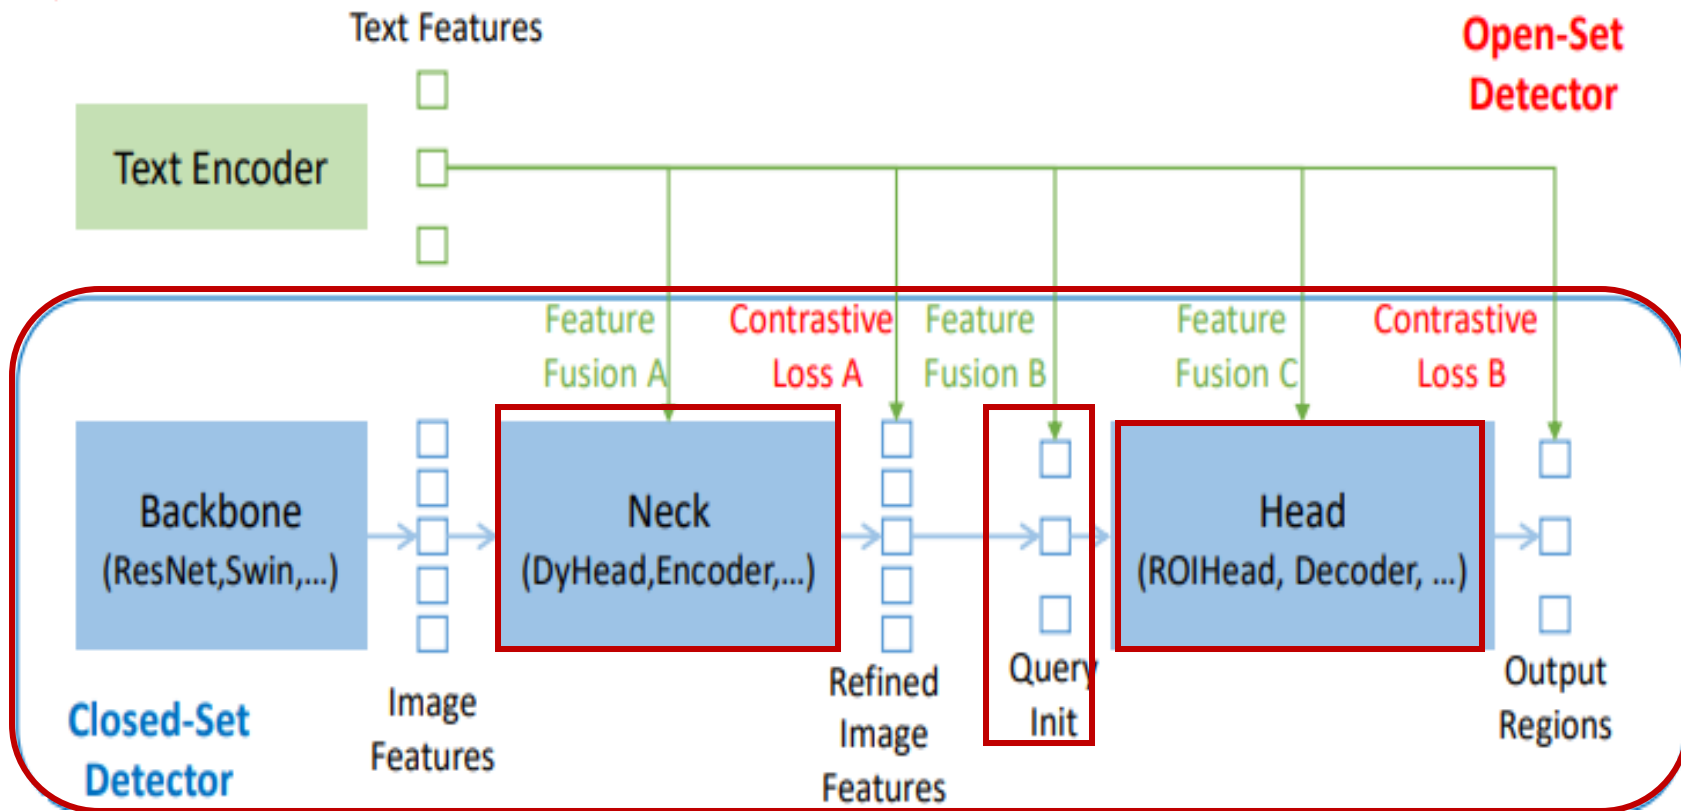 Text Features
Open-Set
Detector
Text Encoder
Feature
Fusion A
Contrastive
Loss A
Feature
Fusion B
Feature
Fusion C
Contrastive
Loss B
Backbone
(ResNet,Swin,...)
Neck
(DyHead,Encoder,...)
Head
(ROIHead, Decoder, ...)
Image
Features
Refined
Image
Features
Query
Init
Output
Regions
Closed-Set
Detector